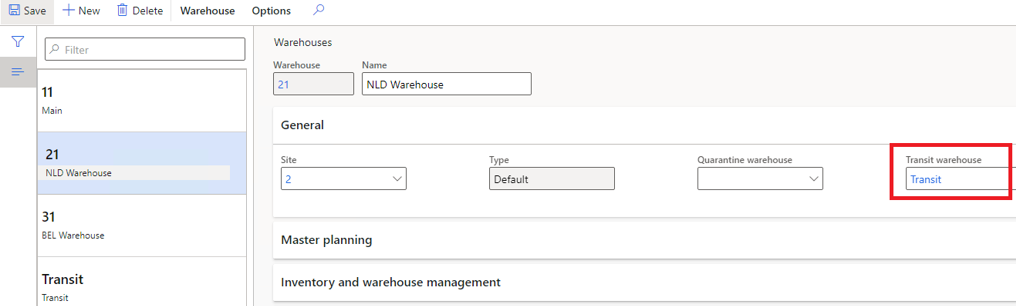 Save New Delete Warehouse Options
Filter
11
Main
21
NLD Warehouse
31
BEL Warehouse
Transit
Transit
Warehouses
Warehouse Name
21 NLD Warehouse
General
Site Type Quarantine warehouse Transit warehouse
2 Default Transit
Master planning
Inventory and warehouse management